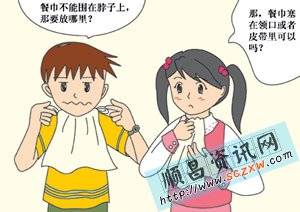 餐巾不能围在脖子上，
那要放哪里？
那，餐巾塞
在领口或者
皮带里可以
吗？
顺昌资讯网
www.sczxw.cn